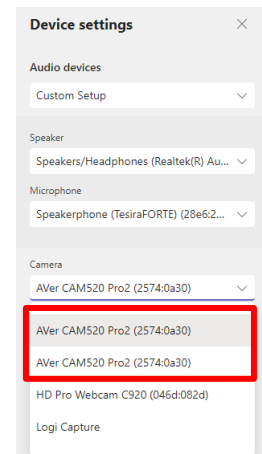 Device settings
Audio devices
Custom Setup
Speaker
Speakers/Headphones (Realtek(R) Au...
Microphone
Speakerphone (TesiraFORTE) (28e6:2...
Camera
AVer CAM520 Pro2 (2574:0a30)
AVer CAM520 Pro2 (2574:0a30)
AVer CAM520 Pro2 (2574:0a30)
HD Pro Webcam C920 (046d:082d)
Logi Capture